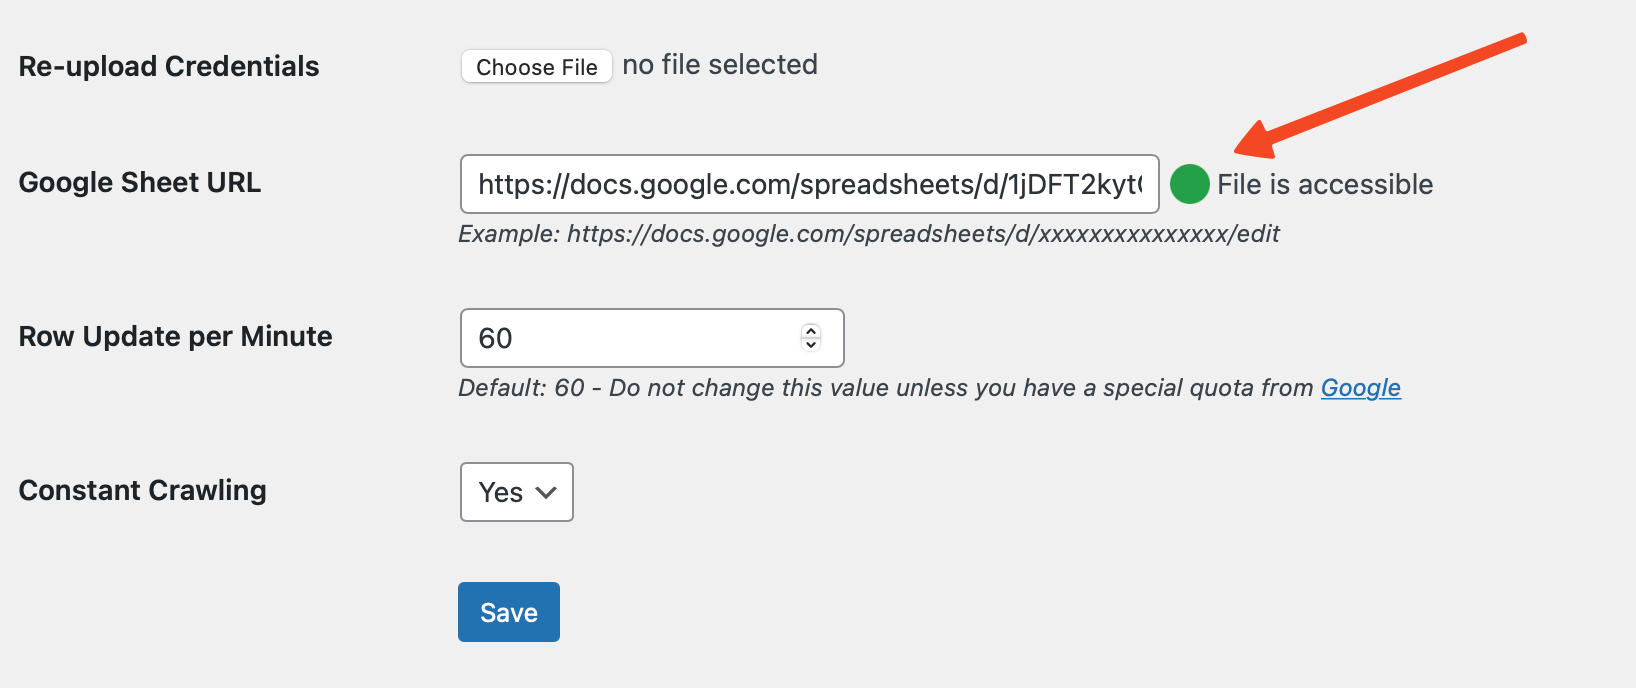 Re-upload Credentials
Choose File no file selected
Google Sheet URL
https://docs.google.com/spreadsheets/d/1jDFT2kyt File is accessible
Example: https://docs.google.com/spreadsheets/d/xxxxxxxxxxxxxxx/edit
Row Update per Minute
60
Default: 60 - Do not change this value unless you have a special quota from Google
Constant Crawling
Yes
Save